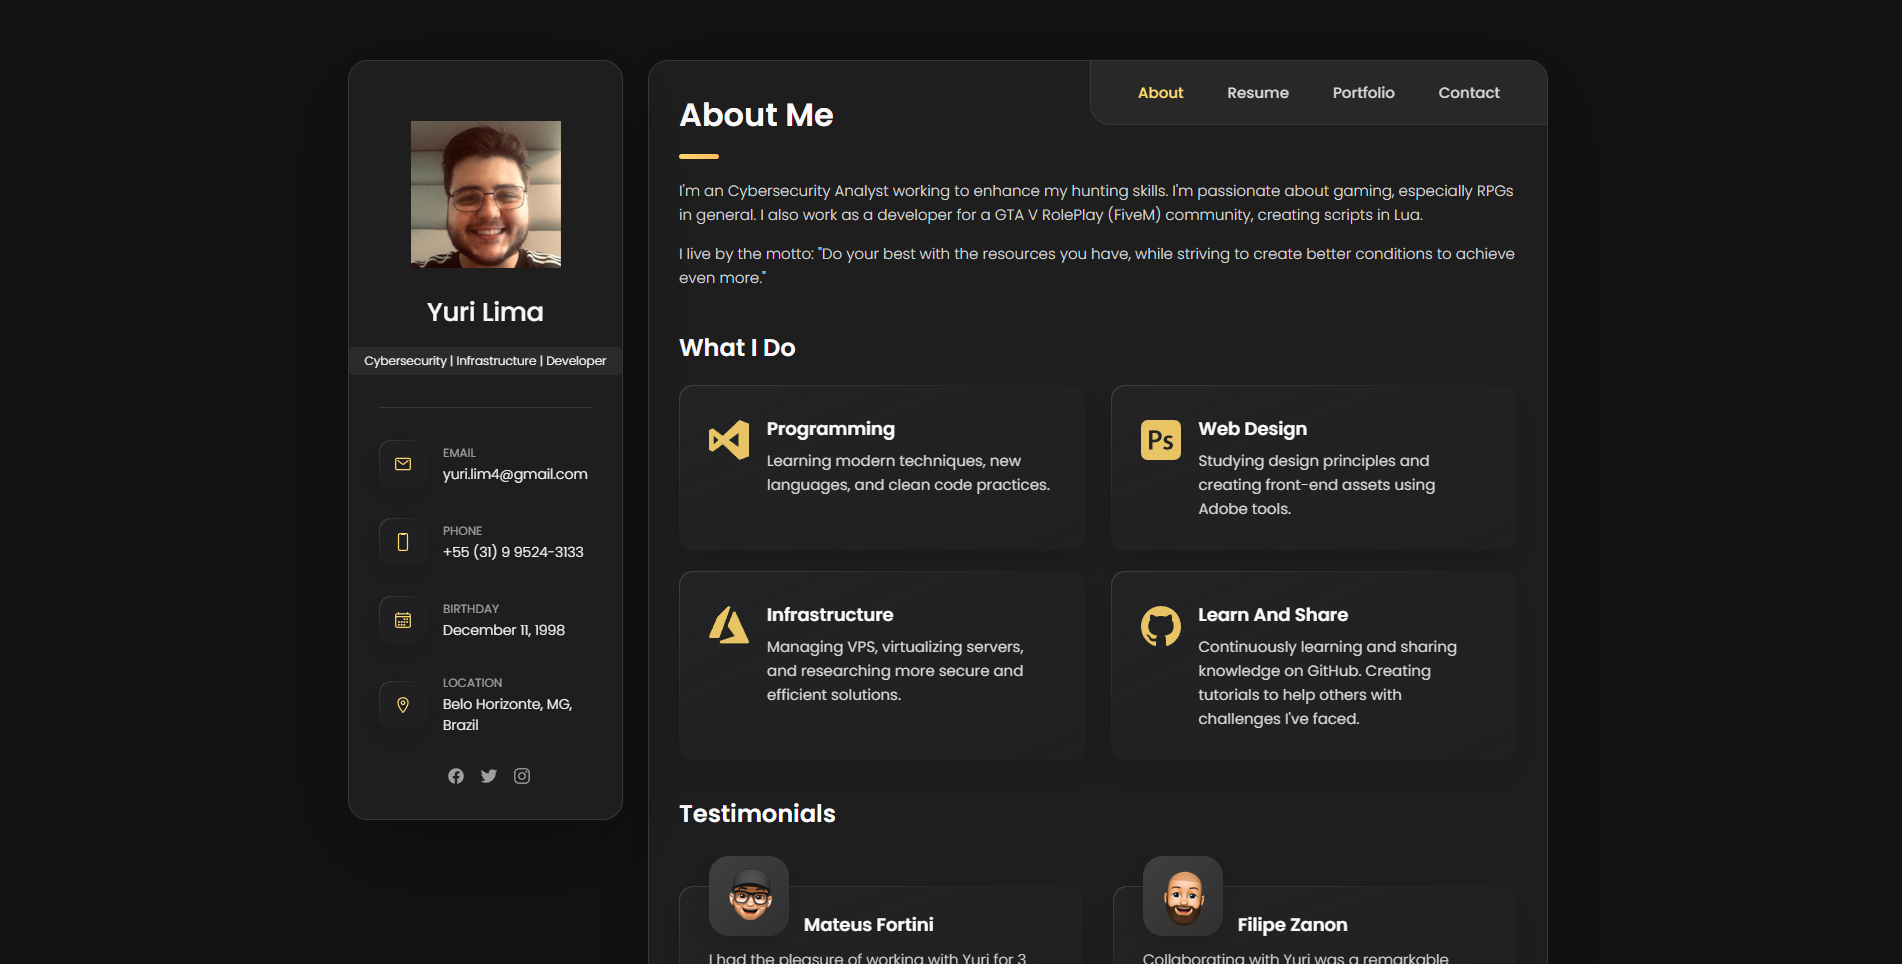 Yuri Lima
Cybersecurity | Infrastructure | Developer
EMAIL
yuri.lim4@gmail.com
PHONE
+55 (31) 9 9524-3133
BIRTHDAY
December 11, 1998
LOCATION
Belo Horizonte, MG,
Brazil
About Resume Portfolio Contact
About Me
I'm an Cybersecurity Analyst working to enhance my hunting skills. I'm passionate about gaming, especially RPGs
in general. I also work as a developer for a GTA V RolePlay (FiveM) community, creating scripts in Lua.
I live by the motto: "Do your best with the resources you have, while striving to create better conditions to achieve
even more."
What I Do
Programming
Learning modern techniques, new
languages, and clean code practices.
Ps
Web Design
Studying design principles and
creating front-end assets using
Adobe tools.
Infrastructure
Managing VPS, virtualizing servers,
and researching more secure and
efficient solutions.
Learn And Share
Continuously learning and sharing
knowledge on GitHub. Creating
tutorials to help others with
challenges I've faced.
Testimonials
Mateus Fortini
I had the pleasure of working with Yuri for 3
Filipe Zanon
Collaborating with Yuri was a remarkable